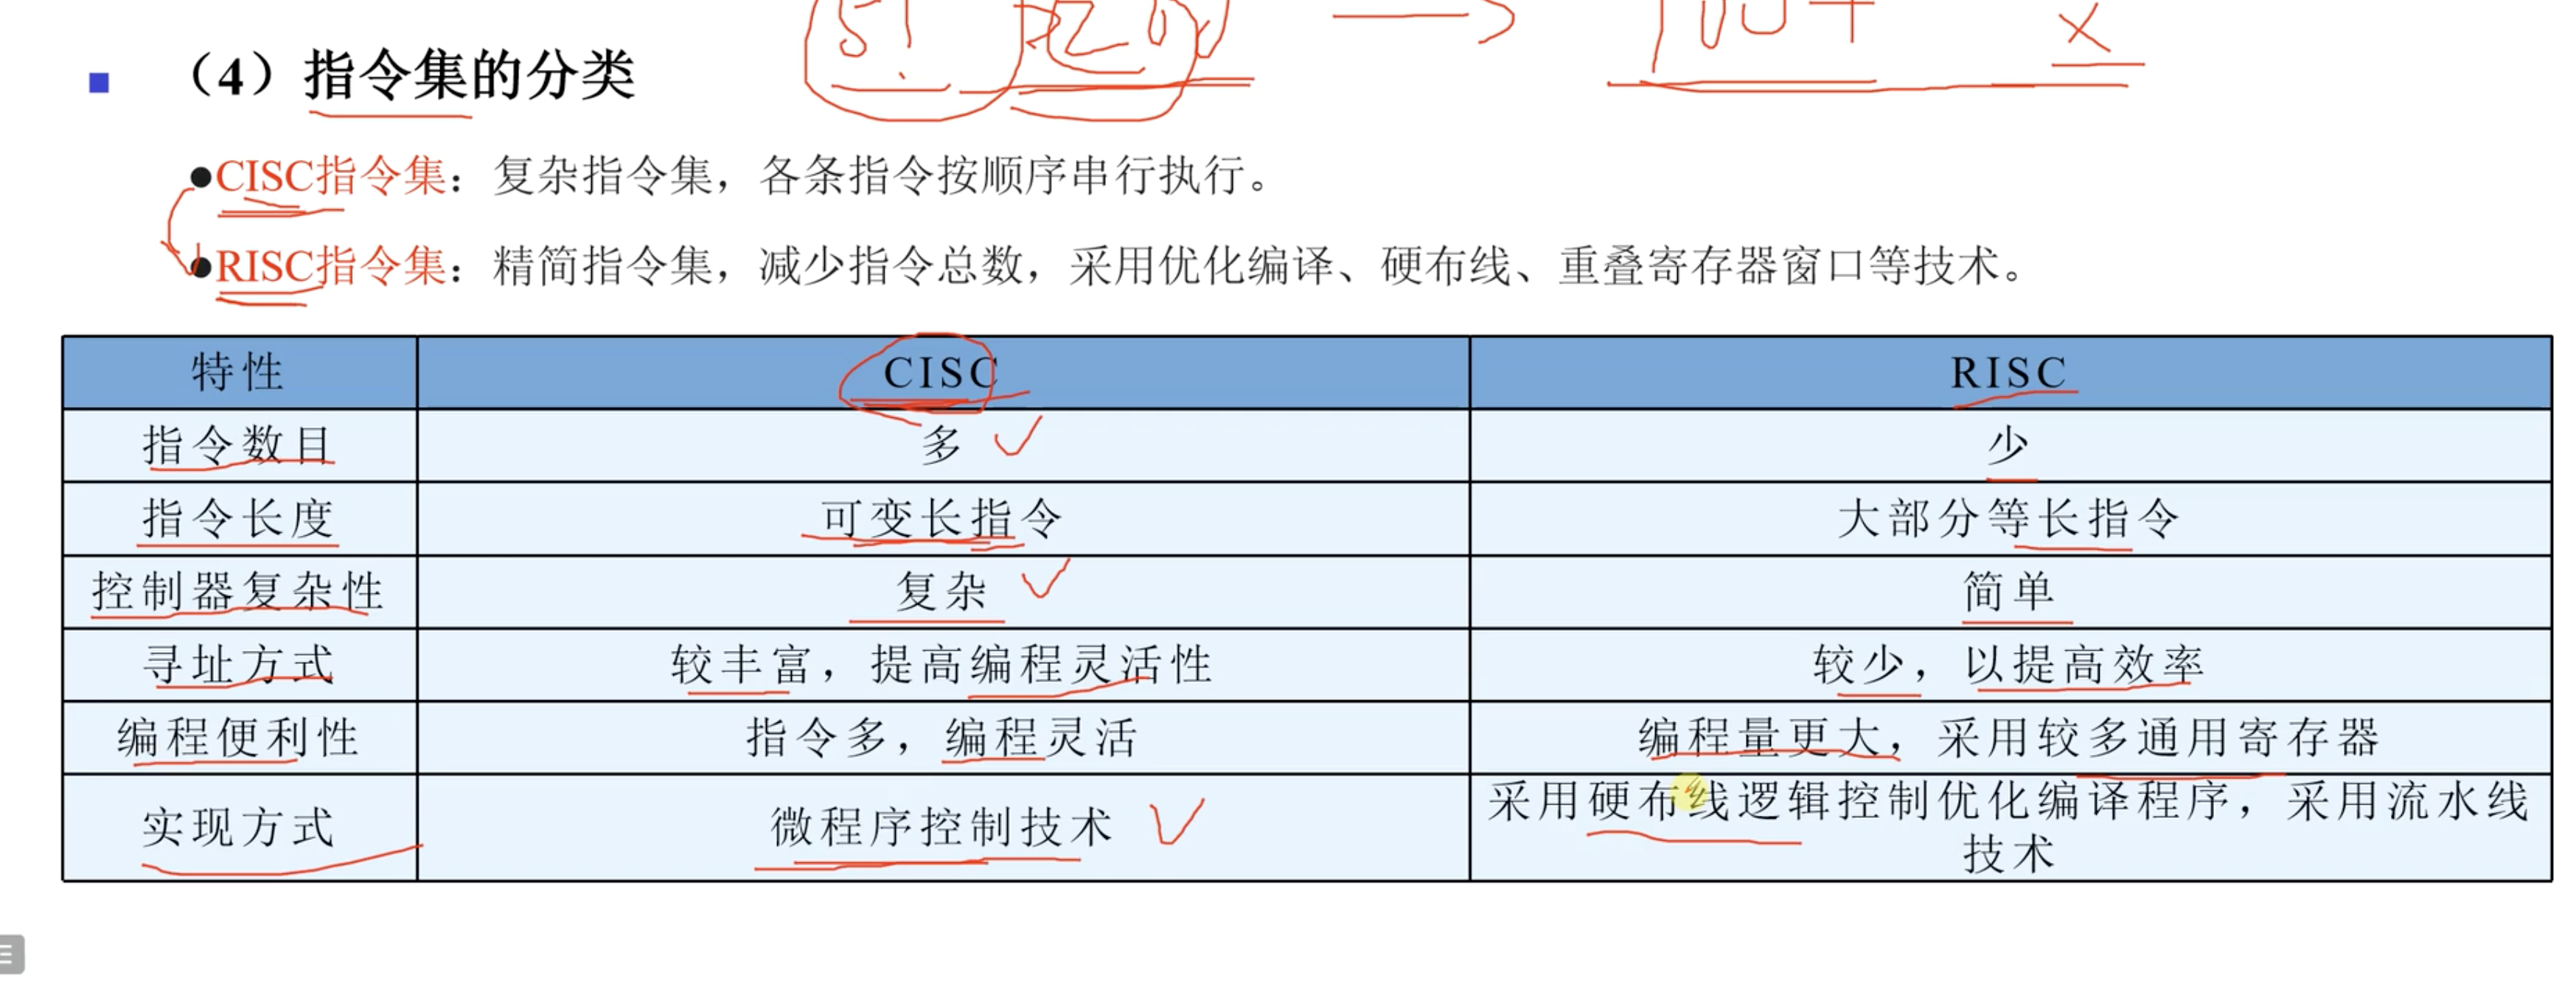 （4）指令集的分类
●CISC指令集：复杂指令集，各条指令按顺序串行执行。
●RISC指令集：精简指令集，减少指令总数，采用优化编译、硬布线、重叠寄存器窗口等技术。
特性 CISC RISC
指令数目 多 少
指令长度 可变长指令 大部分等长指令
控制器复杂性 复杂 简单
寻址方式 较丰富，提高编程灵活性 较少，以提高效率
编程便利性 指令多，编程灵活 编程量更大，采用较多通用寄存器
实现方式 微程序控制技术 采用硬布线逻辑控制优化编译程序，采用流水线
技术